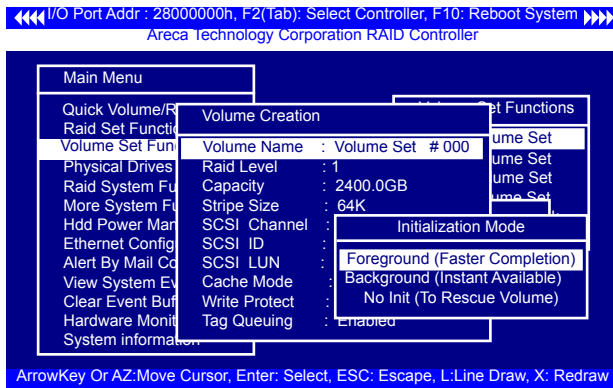 I/O Port Addr : 28000000h, F2(Tab): Select Controller, F10: Reboot System
Areca Technology Corporation RAID Controller
Main Menu
Quick Volume/R
Raid Set Functio
Volume Set Fun
Physical Drives
Raid System Fu
More System Fu
Hdd Power Man
Ethernet Config
Alert By Mail Co
View System Ev
Clear Event Buf
Hardware Monit
System information
Volume Creation
Volume Name : Volume Set # 000
Raid Level : 1
Capacity : 2400.0GB
Stripe Size : 64K
SCSI Channel :
SCSI ID :
SCSI LUN :
Cache Mode :
Write Protect :
Tag Queuing : Enabled
Set Functions
ume Set
ume Set
ume Set
ume Set
Initialization Mode
Foreground (Faster Completion)
Background (Instant Available)
No Init (To Rescue Volume)
ArrowKey Or AZ:Move Cursor, Enter: Select, ESC: Escape, L:Line Draw, X: Redraw